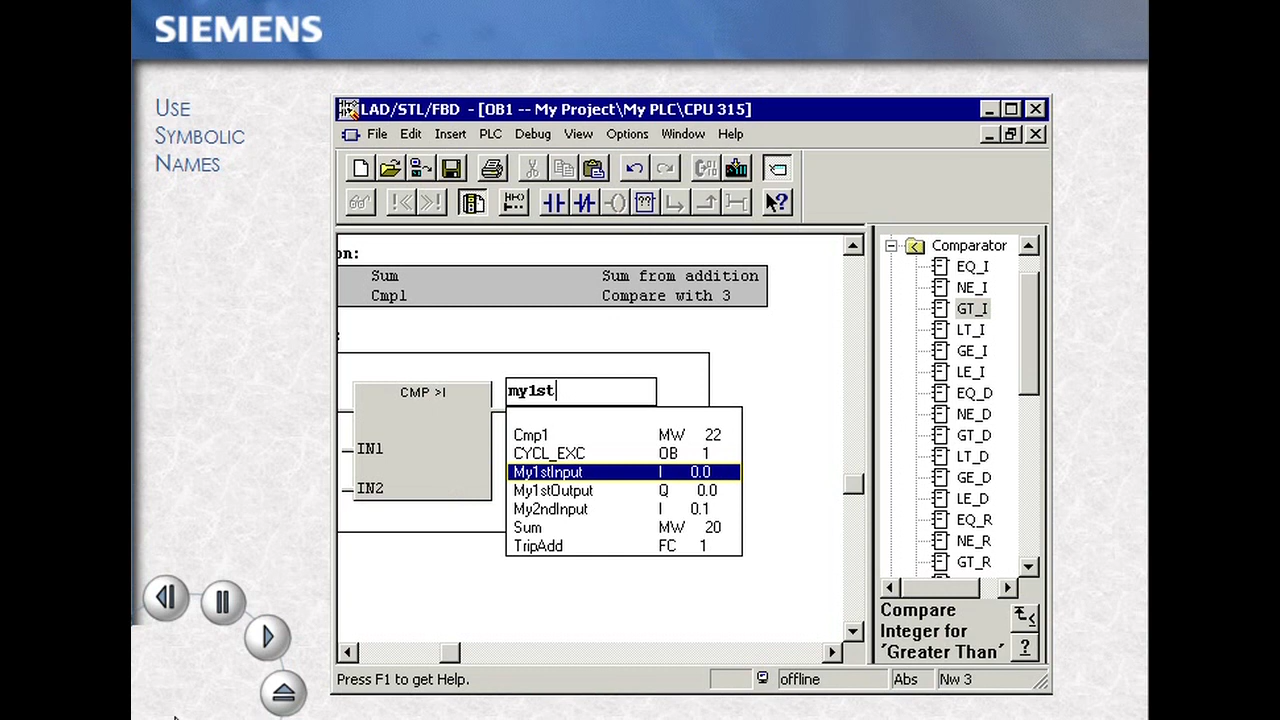 SIEMENS
USE
SYMBOLIC
NAMES
LAD/STL/FBD - [OB1 -- My Project\My PLC\CPU 315]
File Edit Insert PLC Debug View Options Window Help
on:
Sum Sum from addition
Cmp1 Compare with 3
:
CMP >I
IN1
IN2
my1st
Cmp1 MW 22
CYCL_EXC OB 1
My1stInput I 0.0
My1stOutput Q 0.0
My2ndInput I 0.1
Sum MW 20
TripAdd FC 1
Comparator
EQ_I
NE_I
GT_I
LT_I
GE_I
LE_I
EQ_D
NE_D
GT_D
LT_D
GE_D
LE_D
EQ_R
NE_R
GT_R
Compare
Integer for
'Greater Than'
Press F1 to get Help. offline Abs Nw 3